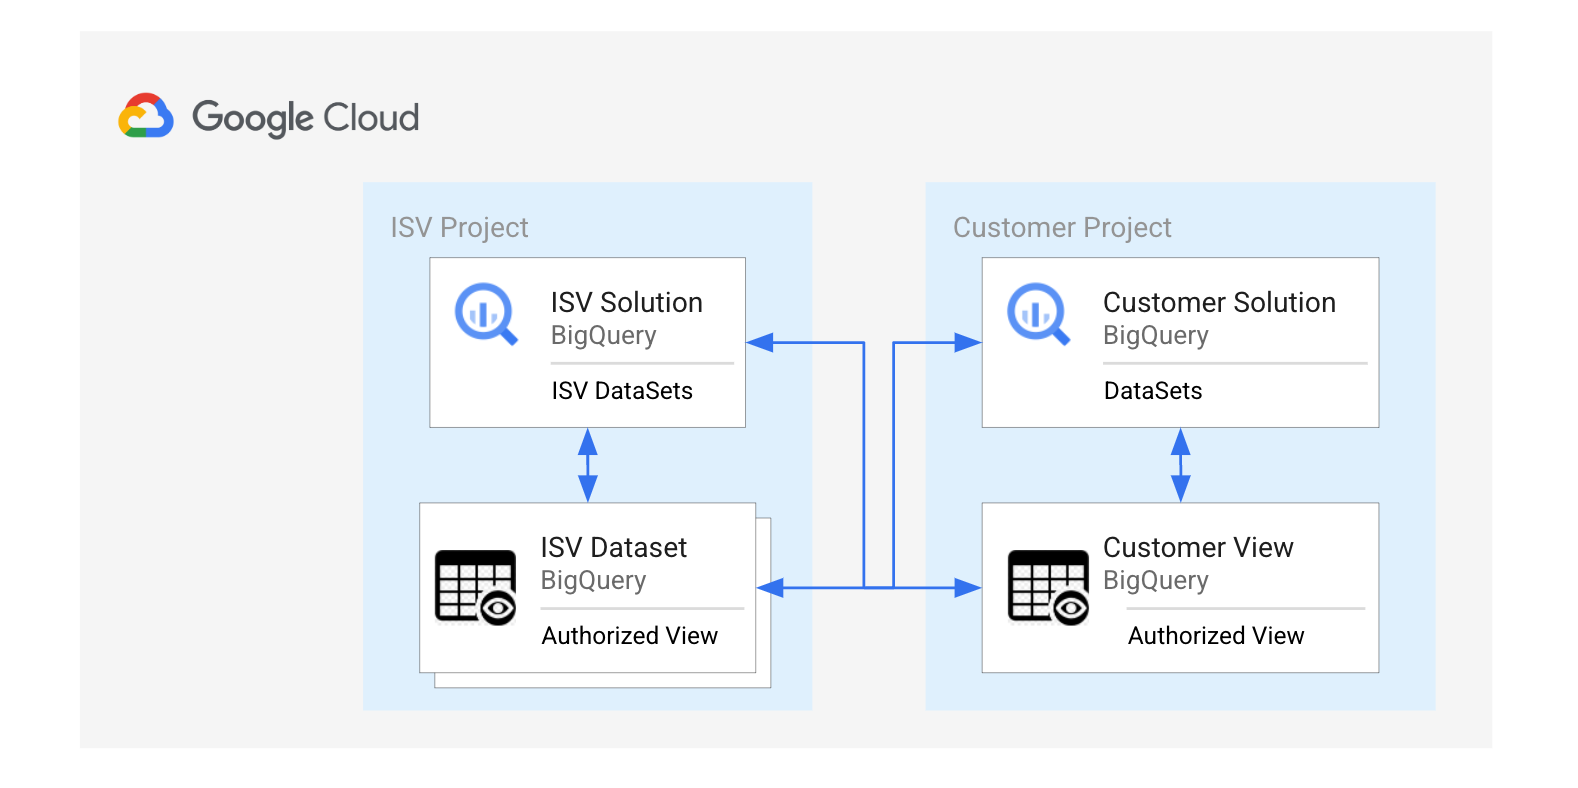 Google Cloud
ISV Project
ISV Solution
BigQuery
ISV DataSets
ISV Dataset
BigQuery
Authorized View
Customer Project
Customer Solution
BigQuery
DataSets
Customer View
BigQuery
Authorized View